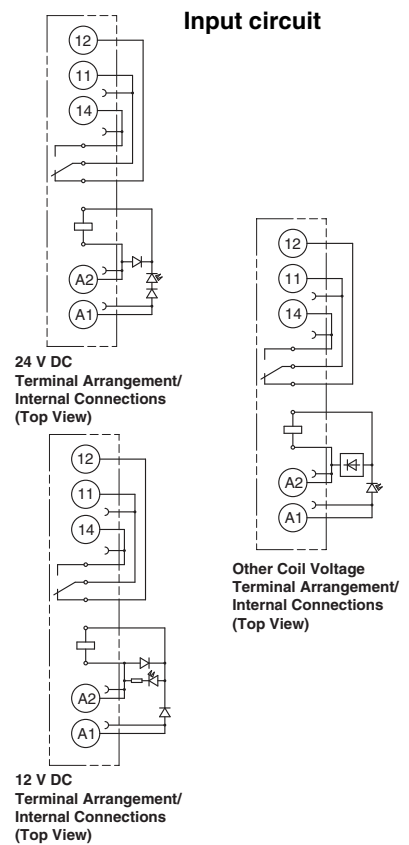 Input circuit
12
11
14
A2
A1
24 V DC
Terminal Arrangement/
Internal Connections
(Top View)
12
11
14
A2
A1
Other Coil Voltage
Terminal Arrangement/
Internal Connections
(Top View)
12
11
14
A2
A1
12 V DC
Terminal Arrangement/
Internal Connections
(Top View)